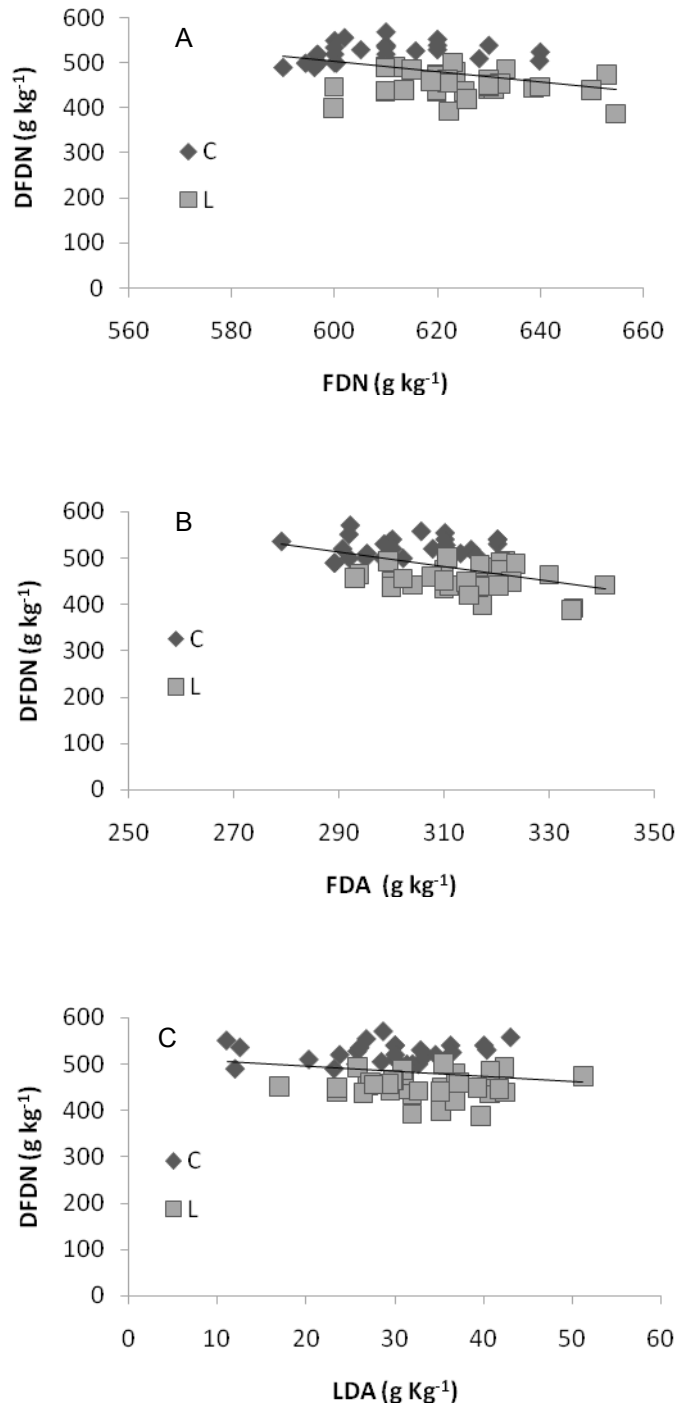 A
DFDN (g kg⁻¹)
600
500
400
300
200
100
0
C
L
560 580 600 620 640 660
FDN (g kg⁻¹)
B
DFDN (g kg⁻¹)
600
500
400
300
200
100
0
C
L
250 270 290 310 330 350
FDA (g kg⁻¹)
C
DFDN (g kg⁻¹)
600
500
400
300
200
100
0
C
L
0 10 20 30 40 50 60
LDA (g Kg⁻¹)